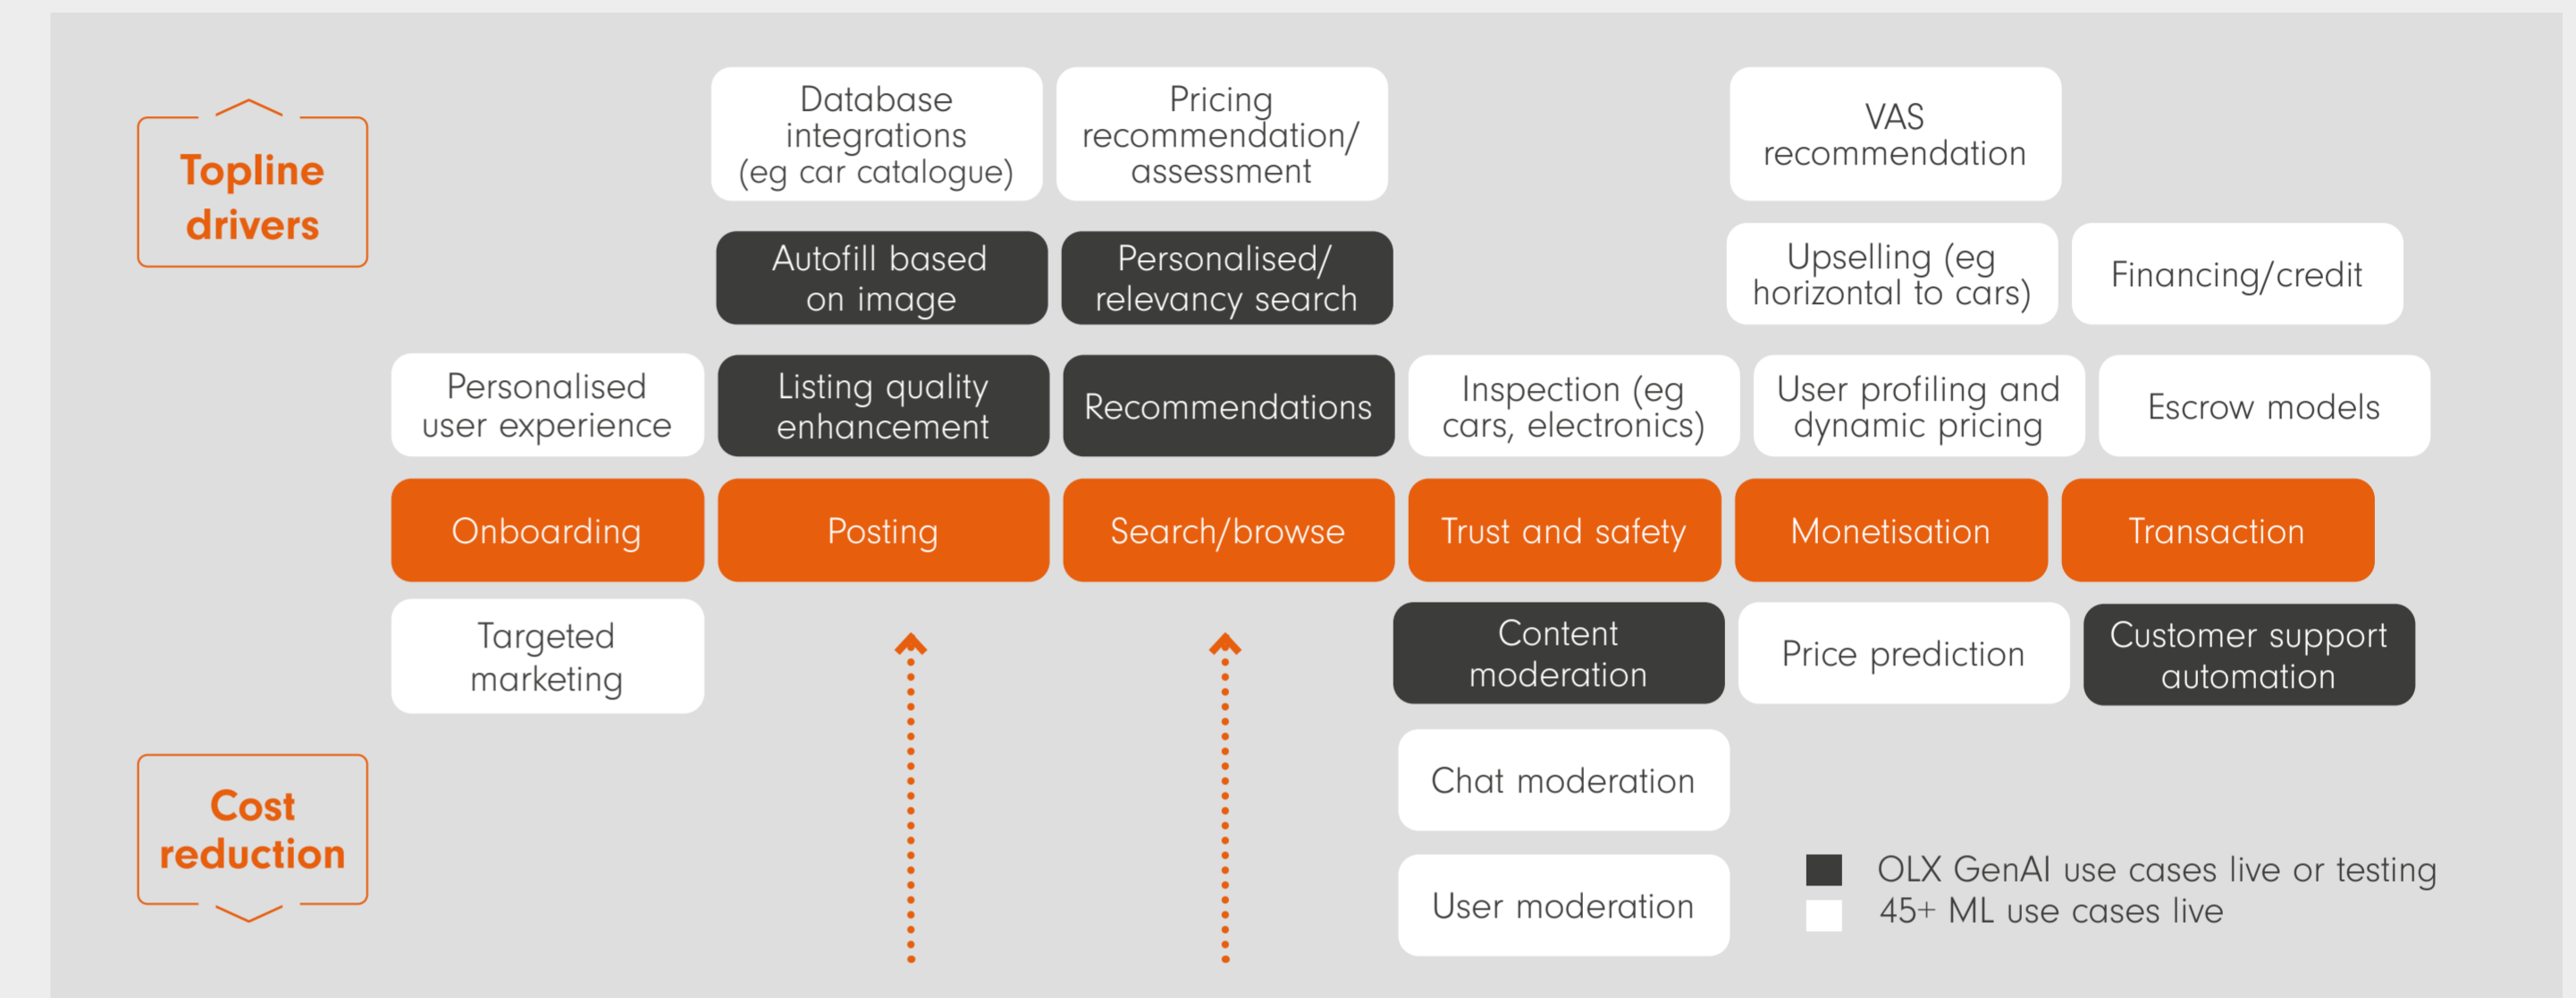 Topline
drivers
Database
integrations
(eg car catalogue)
Pricing
recommendation/
assessment
VAS
recommendation
Autofill based
on image
Personalised/
relevancy search
Upselling (eg
horizontal to cars)
Financing/credit
Personalised
user experience
Listing quality
enhancement
Recommendations
Inspection (eg
cars, electronics)
User profiling and
dynamic pricing
Escrow models
Onboarding
Posting
Search/browse
Trust and safety
Monetisation
Transaction
Targeted
marketing
Content
moderation
Price prediction
Customer support
automation
Chat moderation
Cost
reduction
User moderation
OLX GenAI use cases live or testing
45+ ML use cases live